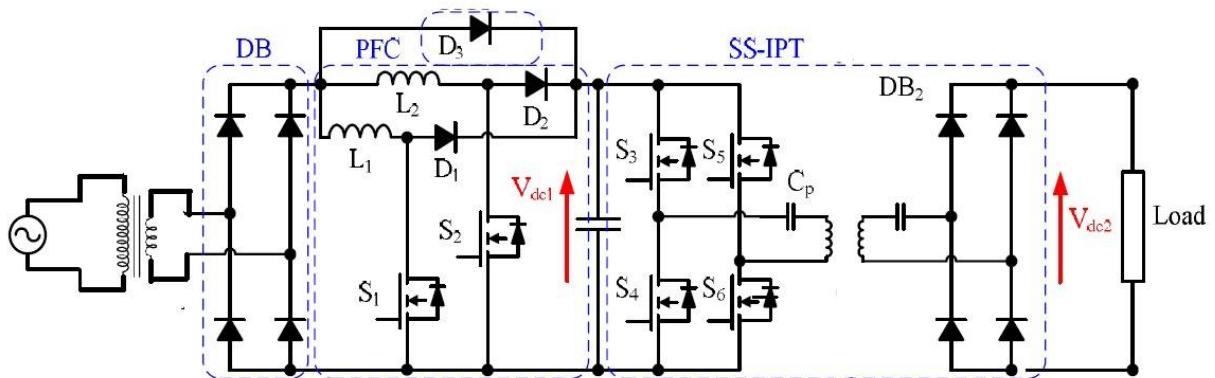 DB
PFC
D3
SS-IPT
L2
D2
DB2
L1
D1
S3
S5
Cp
Vdc1
Vdc2
Load
S2
S1
S4
S6